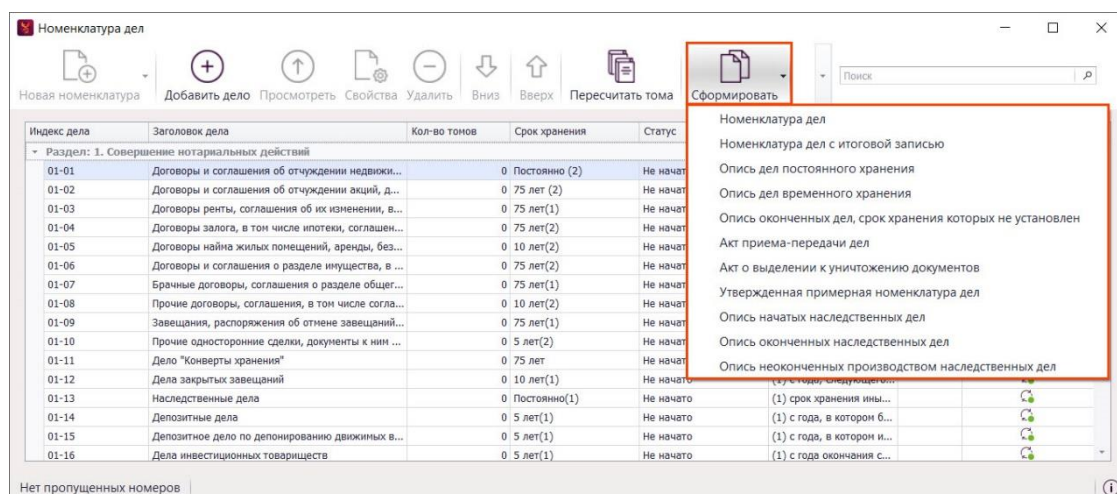 Номенклатура дел
Новая номенклатура Добавить дело Просмотреть Свойства Удалить Вниз Вверх Пересчитать тома Сформировать Поиск
Номенклатура дел
Номенклатура дел с итоговой записью
Опись дел постоянного хранения
Опись дел временного хранения
Опись оконченных дел, срок хранения которых не установлен
Акт приема-передачи дел
Акт о выделении к уничтожению документов
Утвержденная примерная номенклатура дел
Опись начатых наследственных дел
Опись оконченных наследственных дел
Опись неоконченных производством наследственных дел
Индекс дела Заголовок дела Кол-во томов Срок хранения Статус
Раздел: 1. Совершение нотариальных действий
01-01 Договоры и соглашения об отчуждении недвижи... 0 Постоянно (2) Не начат
01-02 Договоры и соглашения об отчуждении акций, д... 0 75 лет (2) Не начат
01-03 Договоры ренты, соглашения об их изменении, в... 0 75 лет(1) Не начат
01-04 Договоры залога, в том числе ипотеки, соглашен... 0 75 лет(2) Не начат
01-05 Договоры найма жилых помещений, аренды, без... 0 10 лет(2) Не начат
01-06 Договоры и соглашения о разделе имущества, в ... 0 75 лет(2) Не начат
01-07 Брачные договоры, соглашения о разделе общег... 0 75 лет(1) Не начат
01-08 Прочие договоры, соглашения, в том числе согла... 0 10 лет(2) Не начат
01-09 Завещания, распоряжения об отмене завещаний... 0 75 лет(1) Не начат
01-10 Прочие односторонние сделки, документы к ним ... 0 5 лет(2) Не начат
01-11 Дело "Конверты хранения" 0 75 лет Не начат
01-12 Дела закрытых завещаний 0 10 лет(1) Не начато (1) с года, следующего...
01-13 Наследственные дела 0 Постоянно(1) Не начато (1) срок хранения ины...
01-14 Депозитные дела 0 5 лет(1) Не начато (1) с года, в котором б...
01-15 Депозитное дело по депонированию движимых в... 0 5 лет(1) Не начато (1) с года, в котором и...
01-16 Дела инвестиционных товариществ 0 5 лет(1) Не начато (1) с года окончания с...
Нет пропущенных номеров